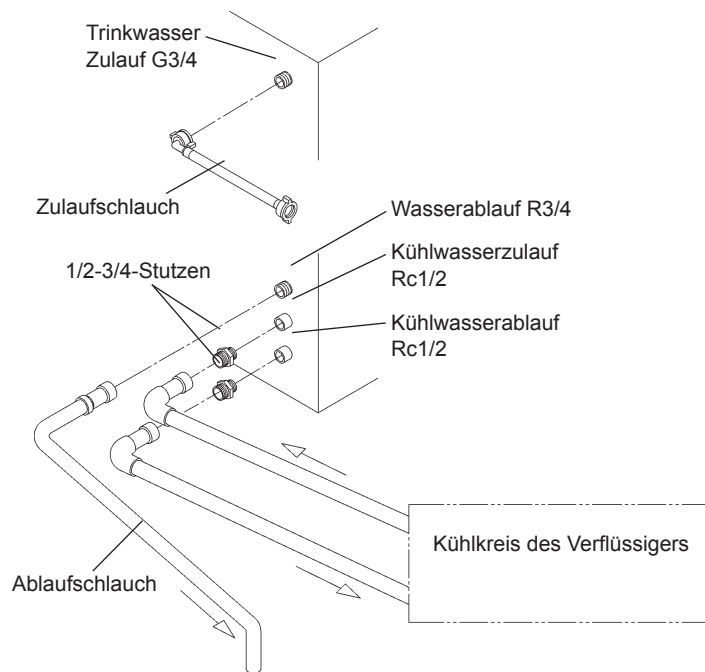 Trinkwasser
Zulauf G3/4
Zulaufschlauch
Wasserablauf R3/4
1/2-3/4-Stutzen
Kühlwasserzulauf
Rc1/2
Kühlwasserablauf
Rc1/2
Kühlkreis des Verflüssigers
Ablaufschlauch